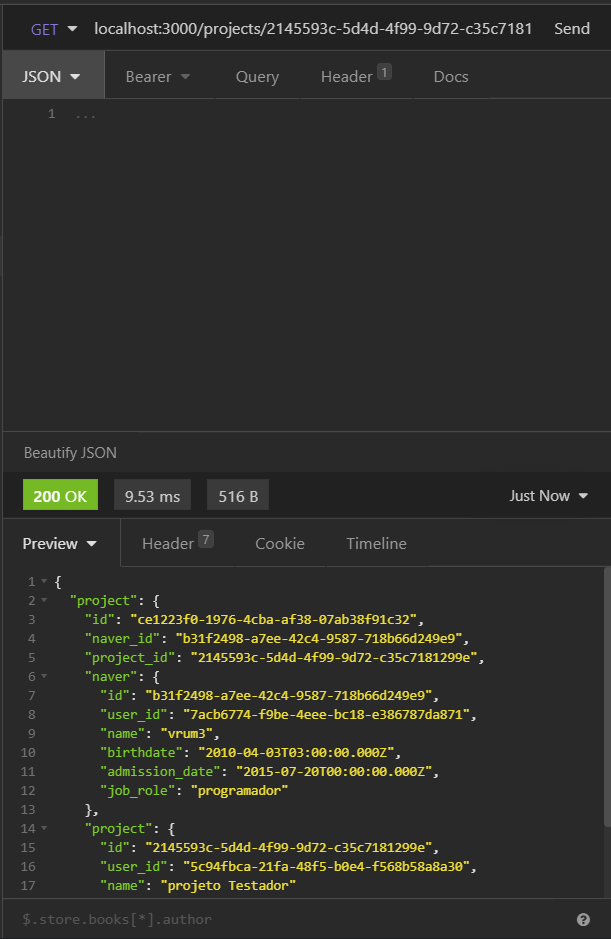 GET localhost:3000/projects/2145593c-5d4d-4f99-9d72-c35c7181 Send
JSON Bearer Query Header 1 Docs
1 ...
Beautify JSON
200 OK 9.53 ms 516 B Just Now
Preview Header 7 Cookie Timeline
1 {
2 "project": {
3 "id": "ce1223f0-1976-4cba-af38-07ab38f91c32",
4 "naver_id": "b31f2498-a7ee-42c4-9587-718b66d249e9",
5 "project_id": "2145593c-5d4d-4f99-9d72-c35c7181299e",
6 "naver": {
7 "id": "b31f2498-a7ee-42c4-9587-718b66d249e9",
8 "user_id": "7acb6774-f9be-4eee-bc18-e386787da871",
9 "name": "vrum3",
10 "birthdate": "2010-04-03T03:00:00.000Z",
11 "admission_date": "2015-07-20T00:00:00.000Z",
12 "job_role": "programador"
13 },
14 "project": {
15 "id": "2145593c-5d4d-4f99-9d72-c35c7181299e",
16 "user_id": "5c94fbca-21fa-48f5-b0e4-f568b58a8a30",
17 "name": "projeto Testador"
$.store.books[*].author ?